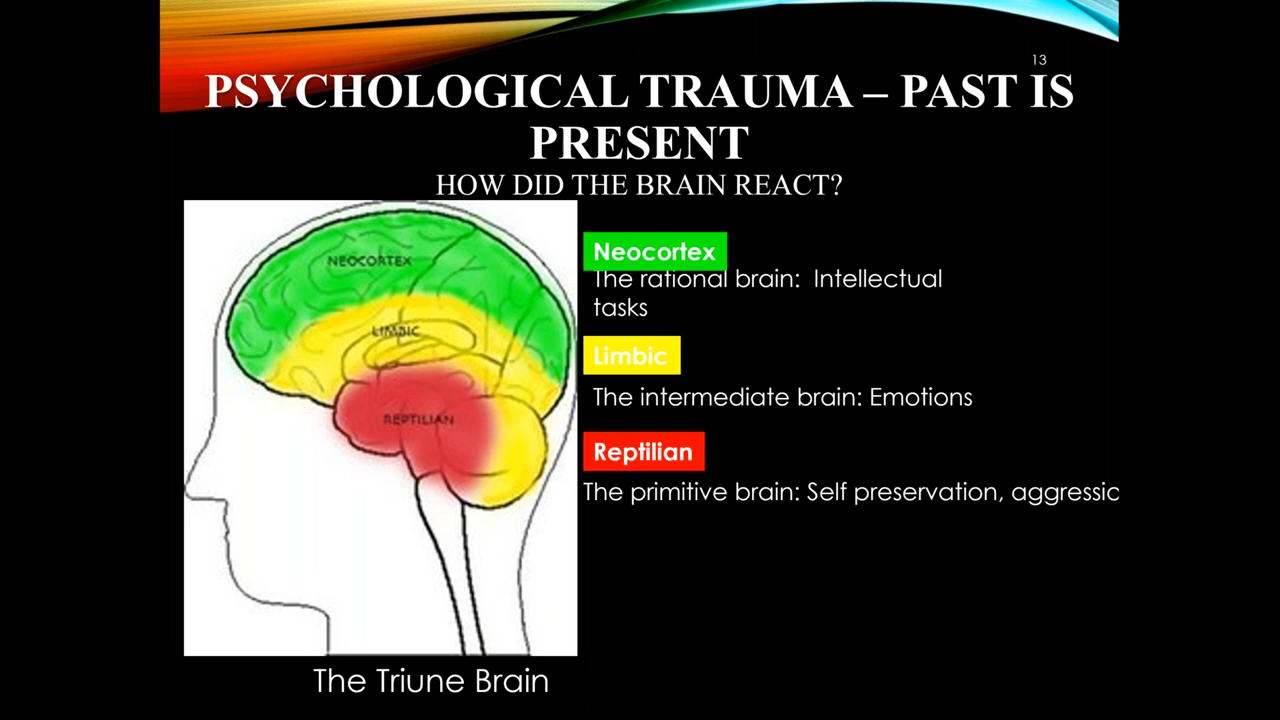 13
PSYCHOLOGICAL TRAUMA – PAST IS
PRESENT
HOW DID THE BRAIN REACT?
NEOCORTEX
LIMBIC
REPTILIAN
Neocortex
The rational brain: Intellectual
tasks
Limbic
The intermediate brain: Emotions
Reptilian
The primitive brain: Self preservation, aggressic
The Triune Brain